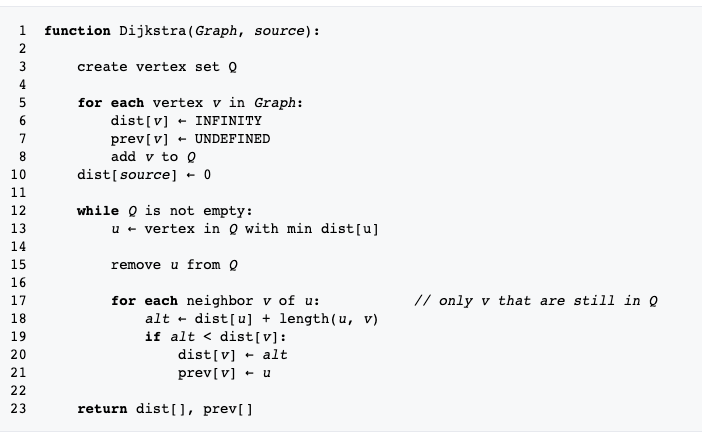 1 function Dijkstra(Graph, source):
2
3 create vertex set Q
4
5 for each vertex v in Graph:
6 dist[v] ← INFINITY
7 prev[v] ← UNDEFINED
8 add v to Q
10 dist[source] ← 0
11
12 while Q is not empty:
13 u ← vertex in Q with min dist[u]
14
15 remove u from Q
16
17 for each neighbor v of u: // only v that are still in Q
18 alt ← dist[u] + length(u, v)
19 if alt < dist[v]:
20 dist[v] ← alt
21 prev[v] ← u
22
23 return dist[], prev[]